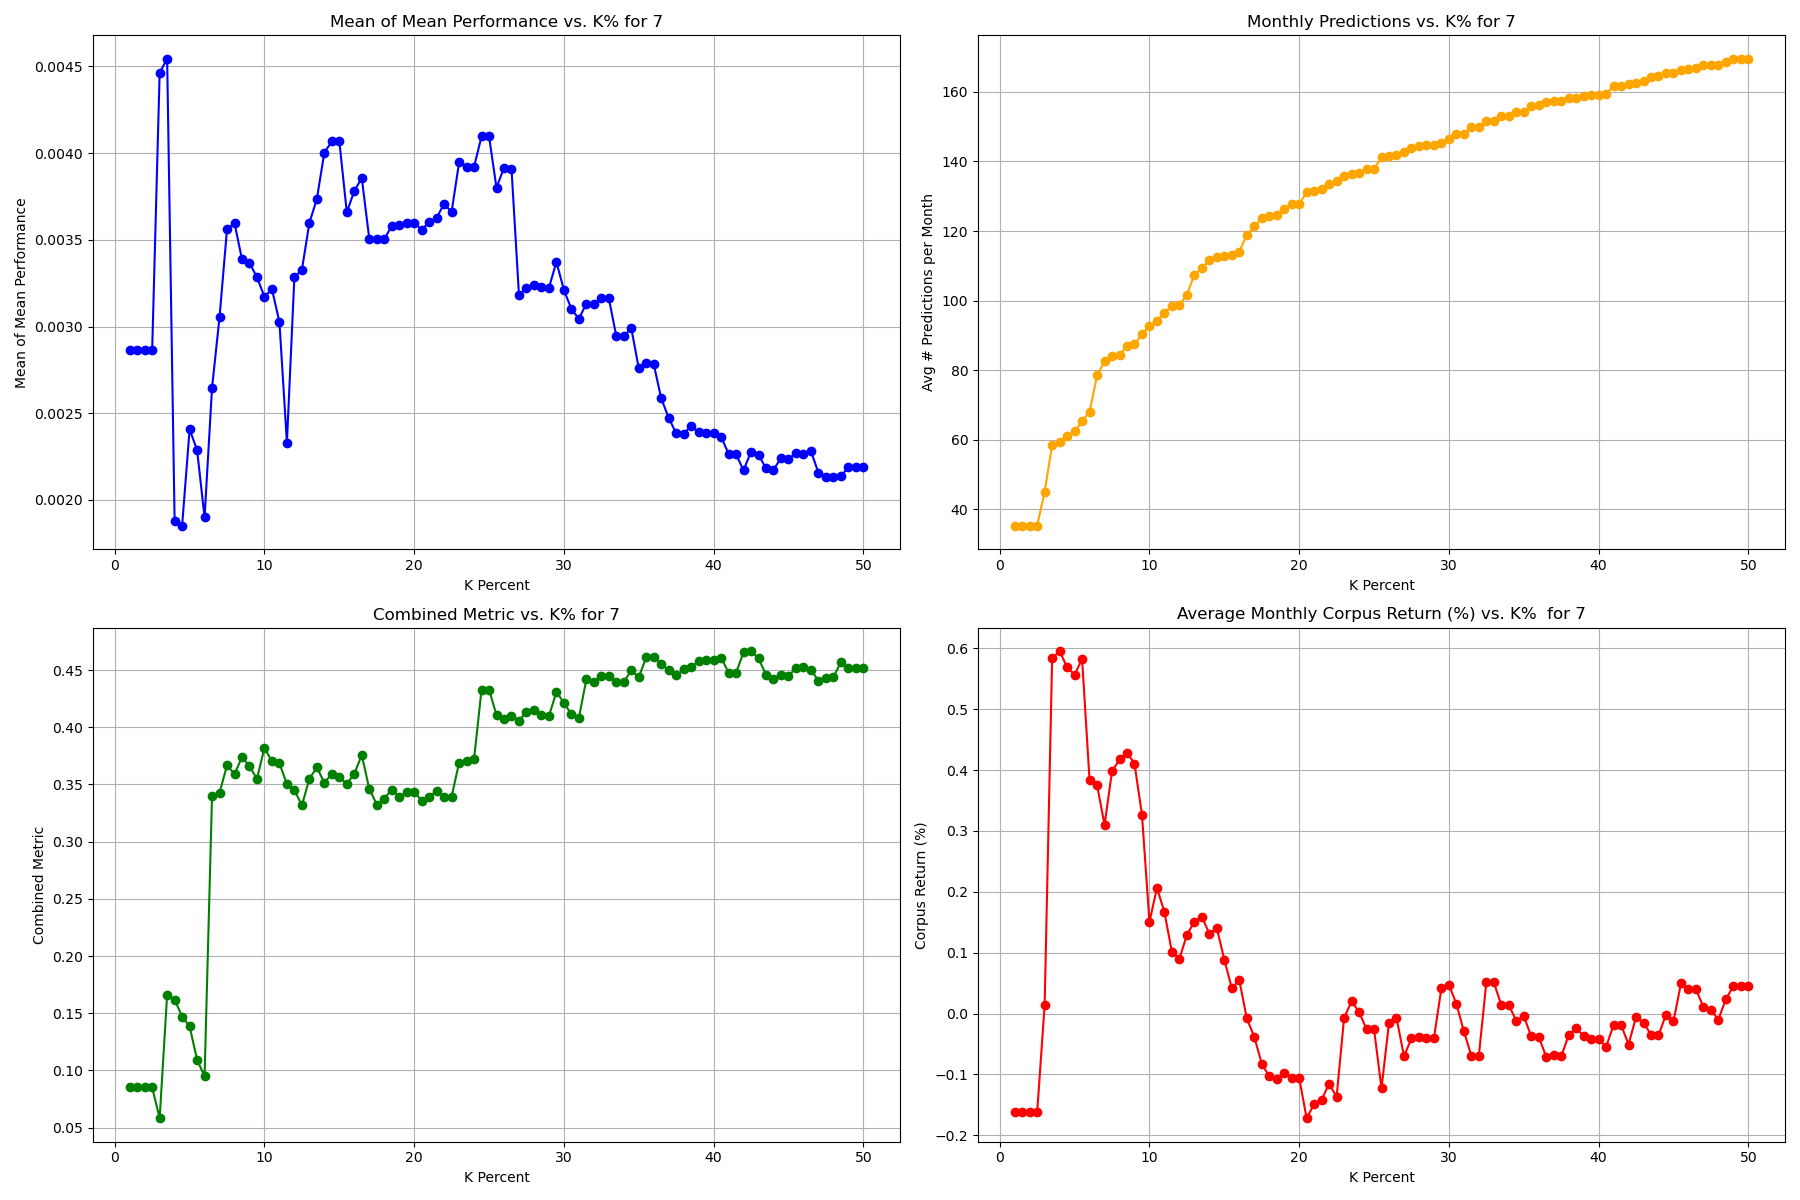 Mean of Mean Performance vs. K% for 7
Mean of Mean Performance
0.0045
0.0040
0.0035
0.0030
0.0025
0.0020
0 10 20 30 40 50
K Percent
Monthly Predictions vs. K% for 7
Avg # Predictions per Month
160
140
120
100
80
60
40
0 10 20 30 40 50
K Percent
Combined Metric vs. K% for 7
Combined Metric
0.45
0.40
0.35
0.30
0.25
0.20
0.15
0.10
0.05
0 10 20 30 40 50
K Percent
Average Monthly Corpus Return (%) vs. K%  for 7
Corpus Return (%)
0.6
0.5
0.4
0.3
0.2
0.1
0.0
−0.1
−0.2
0 10 20 30 40 50
K Percent